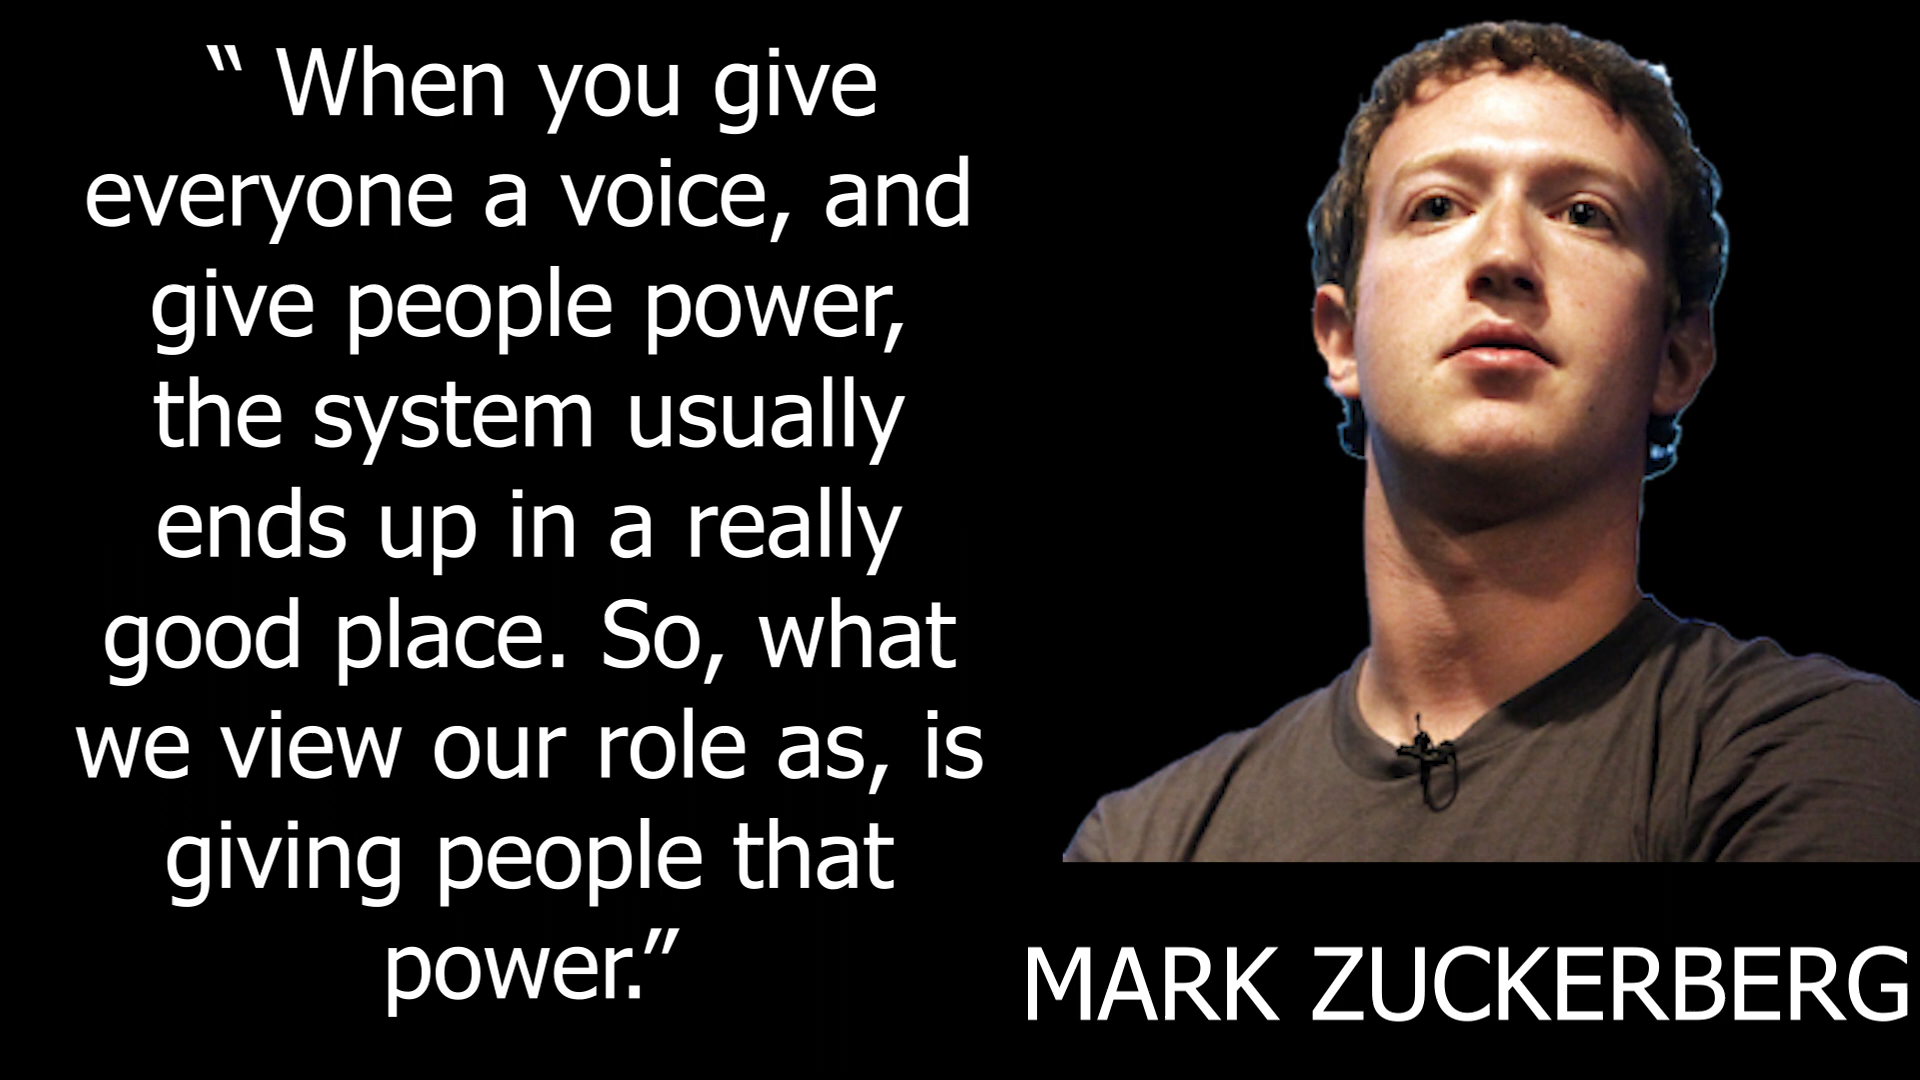 “ When you give
everyone a voice, and
give people power,
the system usually
ends up in a really
good place. So, what
we view our role as, is
giving people that
power.”
MARK ZUCKERBERG